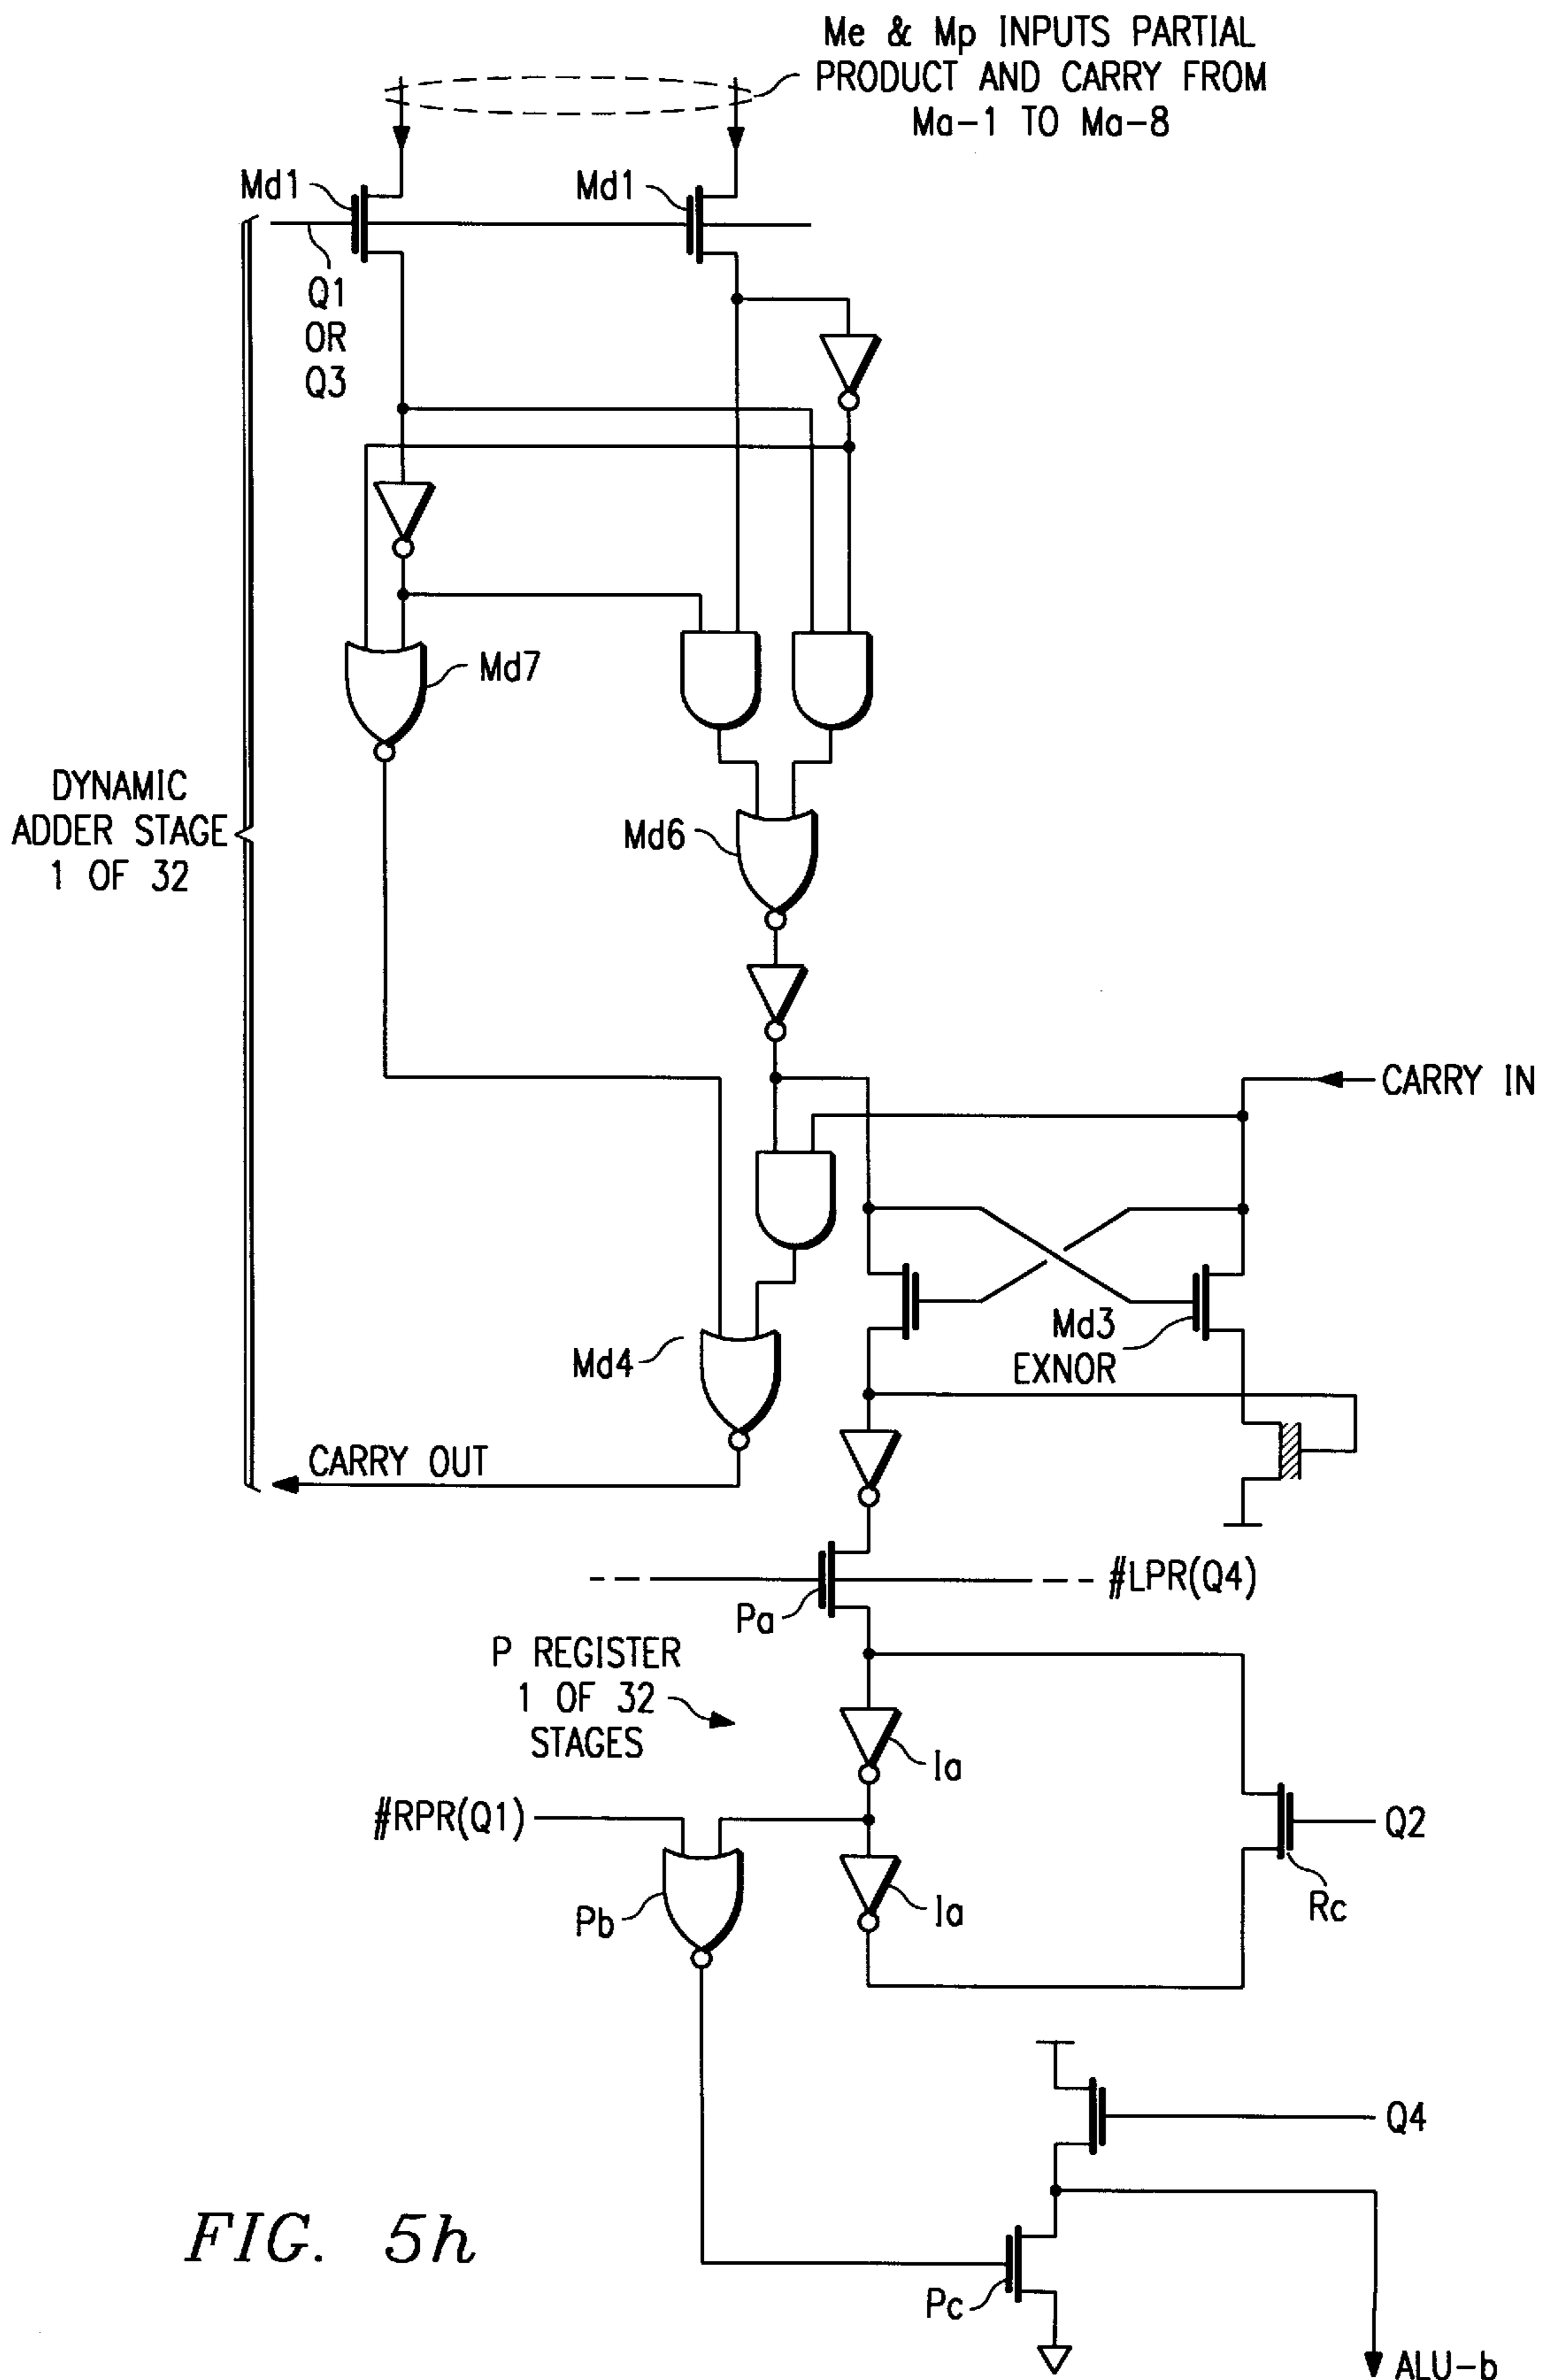 Me & Mp INPUTS PARTIAL
PRODUCT AND CARRY FROM
Ma-1 TO Ma-8
Md1
Md1
Q1
OR
Q3
Md7
DYNAMIC
ADDER STAGE
1 OF 32
Md6
CARRY IN
Md3
EXNOR
Md4
CARRY OUT
#LPR(Q4)
Pa
P REGISTER
1 OF 32
STAGES
Ia
#RPR(Q1)
Q2
Pb
Ia
Rc
Q4
FIG. 5h
Pc
ALU-b